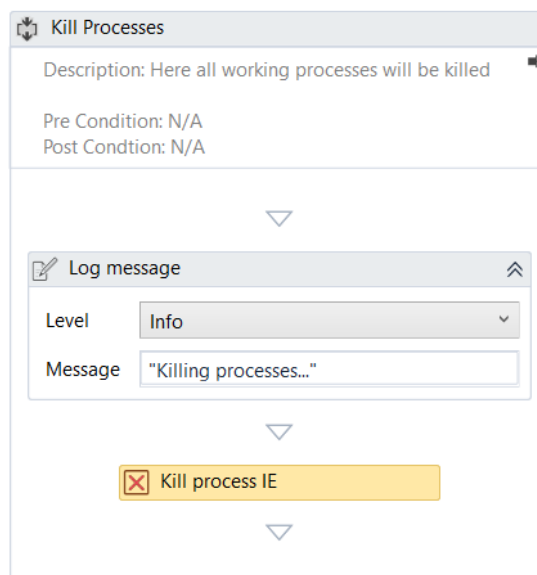 Kill Processes
Description: Here all working processes will be killed
Pre Condition: N/A
Post Condtion: N/A
Log message
Level Info
Message "Killing processes..."
Kill process IE